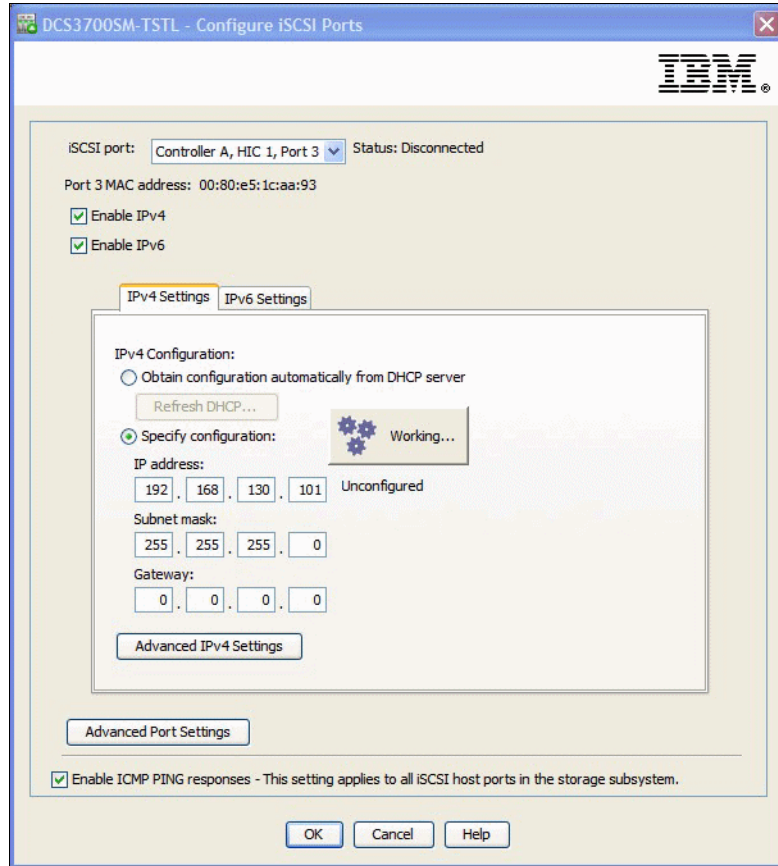 DCS3700SM-TSTL - Configure iSCSI Ports
IBM®
iSCSI port: Controller A, HIC 1, Port 3 Status: Disconnected
Port 3 MAC address: 00:80:e5:1c:aa:93
Enable IPv4
Enable IPv6
IPv4 Settings IPv6 Settings
IPv4 Configuration:
Obtain configuration automatically from DHCP server
Refresh DHCP...
Specify configuration:
Working...
IP address:
192 . 168 . 130 . 101 Unconfigured
Subnet mask:
255 . 255 . 255 . 0
Gateway:
0 . 0 . 0 . 0
Advanced IPv4 Settings
Advanced Port Settings
Enable ICMP PING responses - This setting applies to all iSCSI host ports in the storage subsystem.
OK Cancel Help